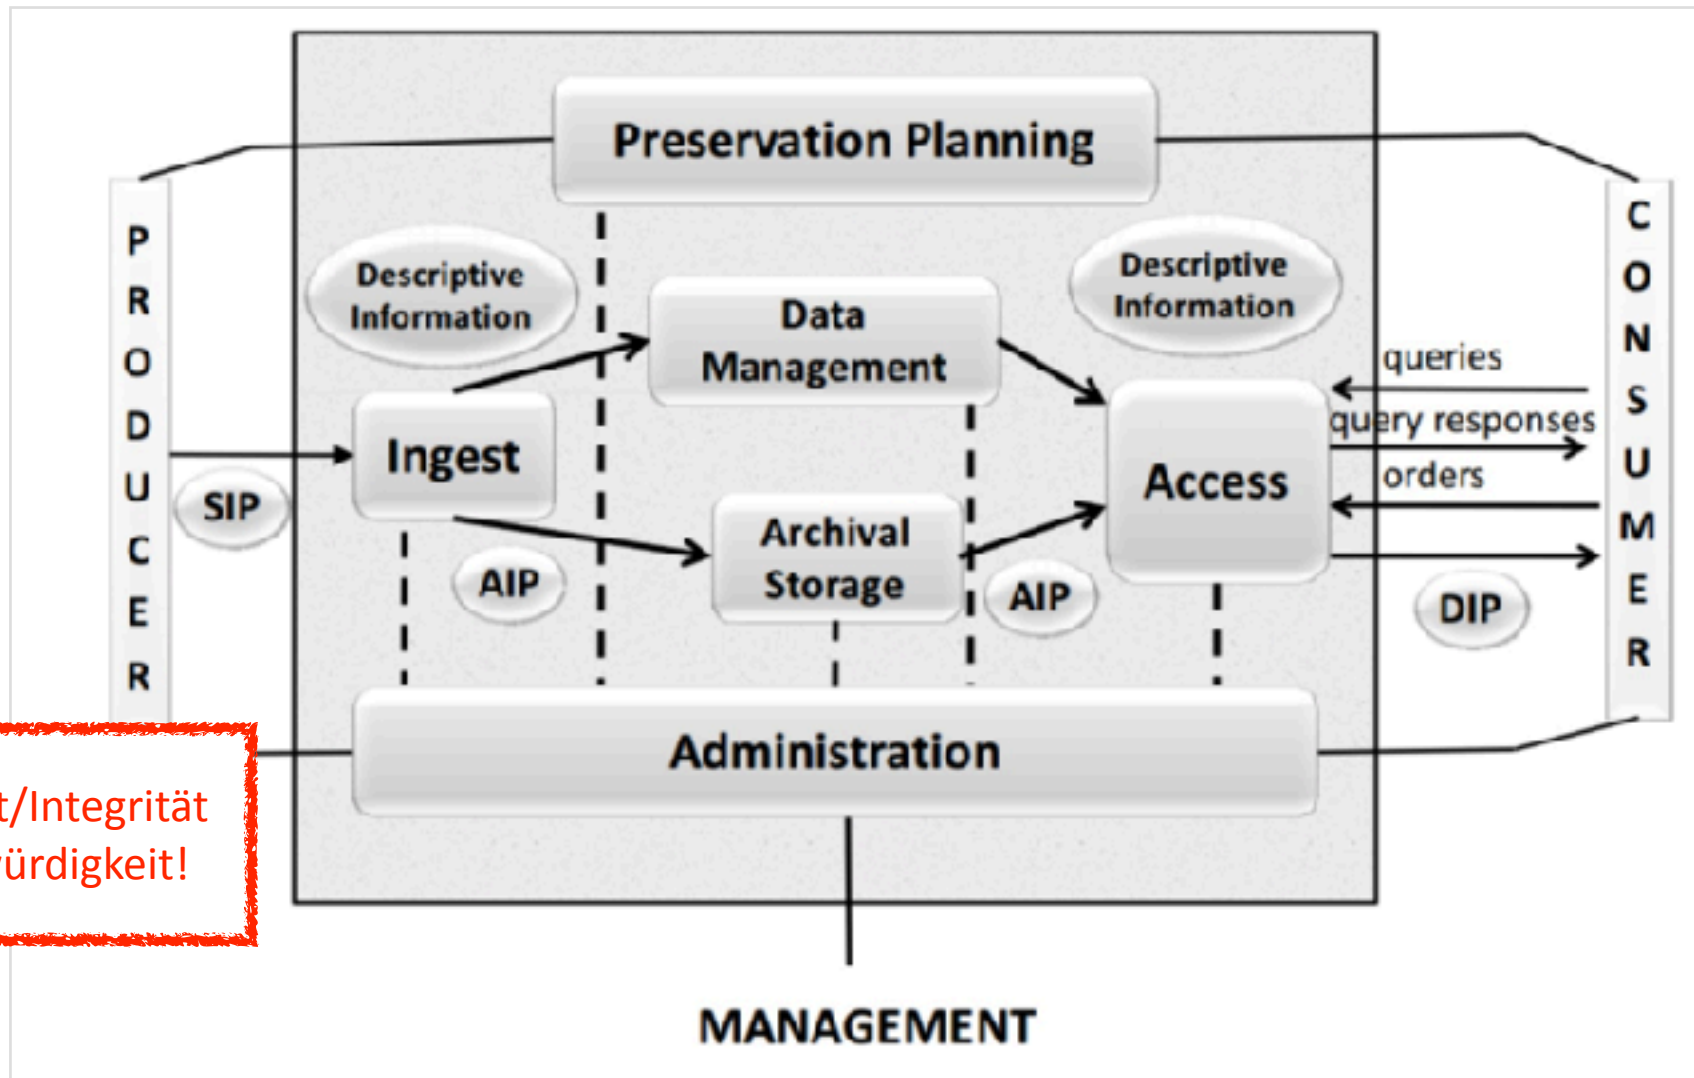 Preservation Planning
PRODUCER
Descriptive
Information
Data
Management
Descriptive
Information
CONSUMER
queries
query responses
orders
Ingest
Access
SIP
Archival
Storage
AIP
AIP
DIP
Administration
t/Integrität
würdigkeit!
MANAGEMENT